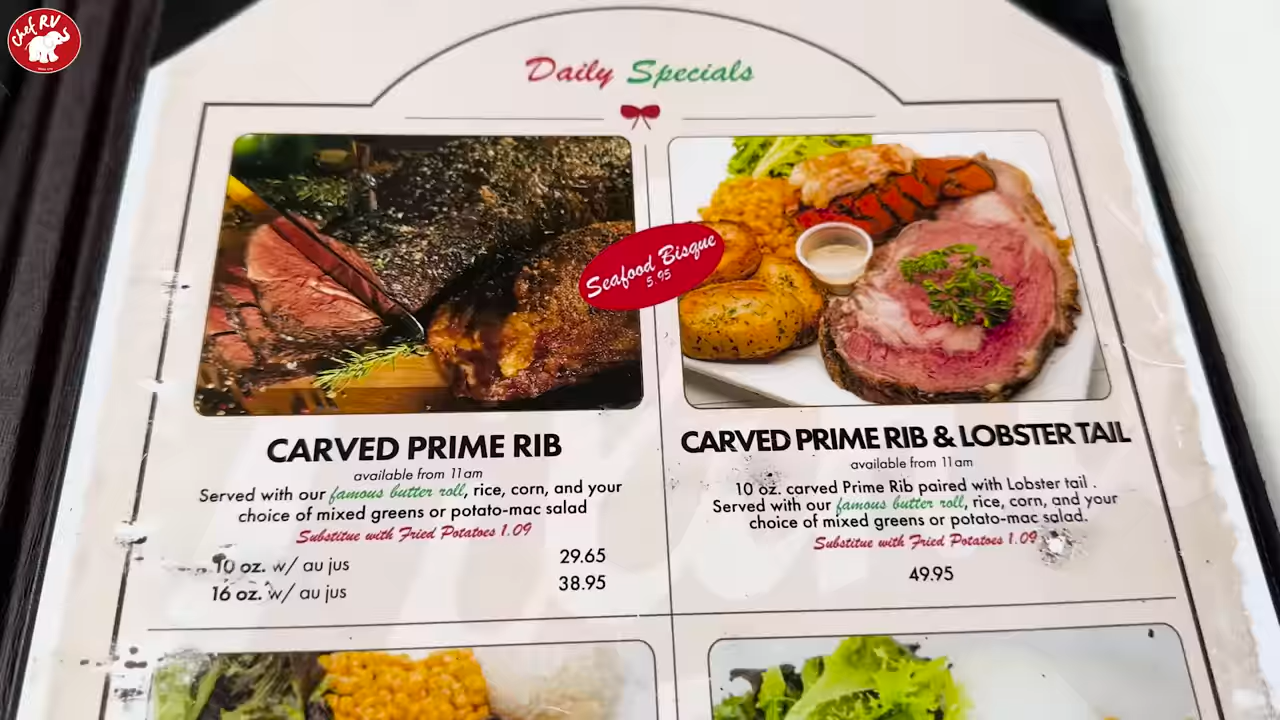 Chef RV's
Daily Specials
Seafood Bisque
5.95
CARVED PRIME RIB
available from 11am
Served with our famous butter roll, rice, corn, and your
choice of mixed greens or potato-mac salad
Substitue with Fried Potatoes 1.09
10 oz. w/ au jus 29.65
16 oz. w/ au jus 38.95
CARVED PRIME RIB & LOBSTER TAIL
available from 11am
10 oz. carved Prime Rib paired with Lobster tail .
Served with our famous butter roll, rice, corn, and your
choice of mixed greens or potato-mac salad.
Substitue with Fried Potatoes 1.09
49.95